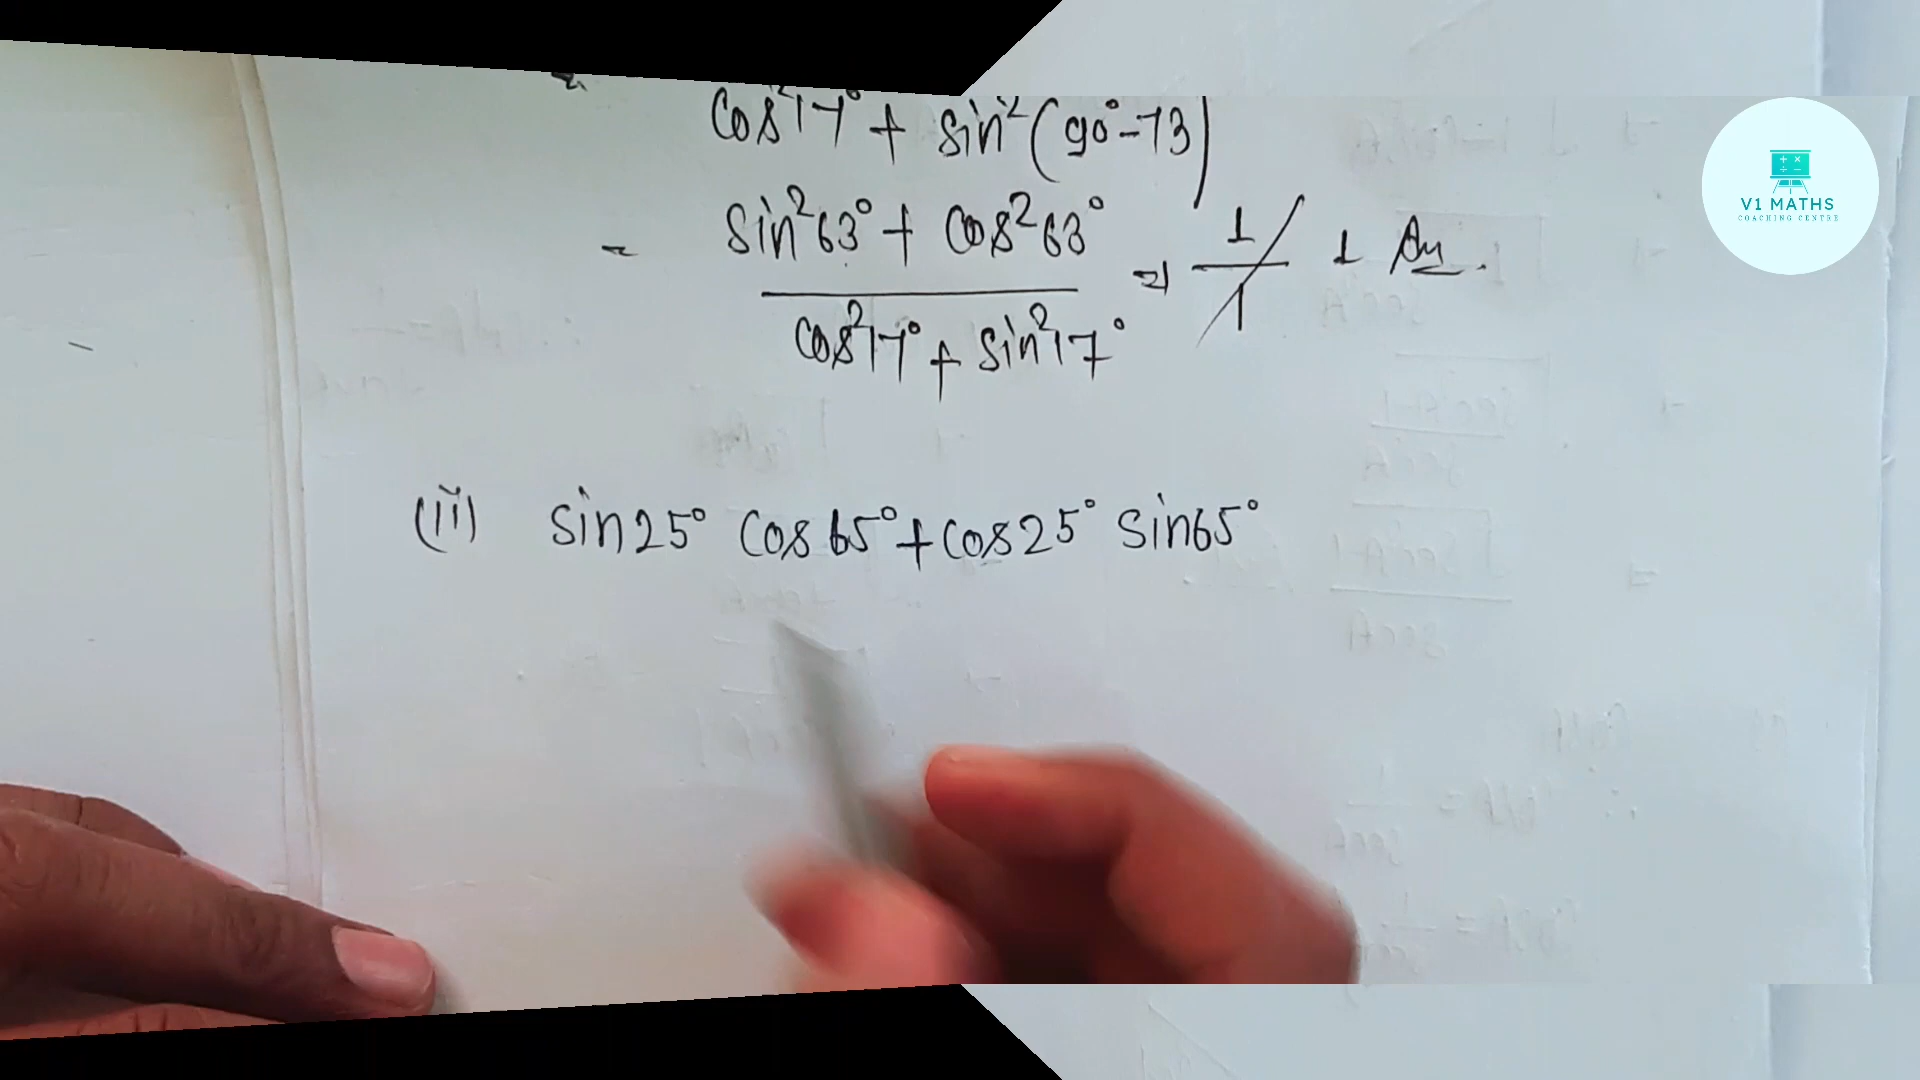 cos²17° + sin²(90°-73)
= sin²63° + cos²63° / cos²17° + sin²17° => 1/1 1 Ans.
(ii) sin25° cos65° + cos25° sin65°
+ ×
÷ −
V1 MATHS
COACHING CENTRE